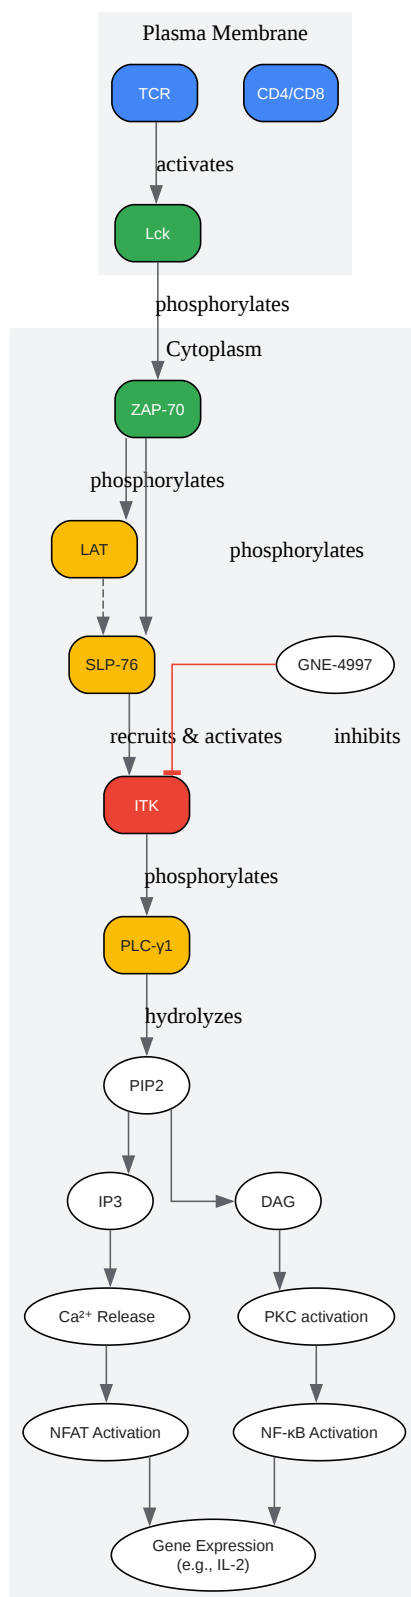 Plasma Membrane
TCR
CD4/CD8
activates
Lck
phosphorylates
Cytoplasm
ZAP-70
phosphorylates
LAT
phosphorylates
SLP-76
GNE-4997
recruits & activates
inhibits
ITK
phosphorylates
PLC-γ1
hydrolyzes
PIP2
IP3
DAG
Ca²⁺ Release
PKC activation
NFAT Activation
NF-κB Activation
Gene Expression
(e.g., IL-2)